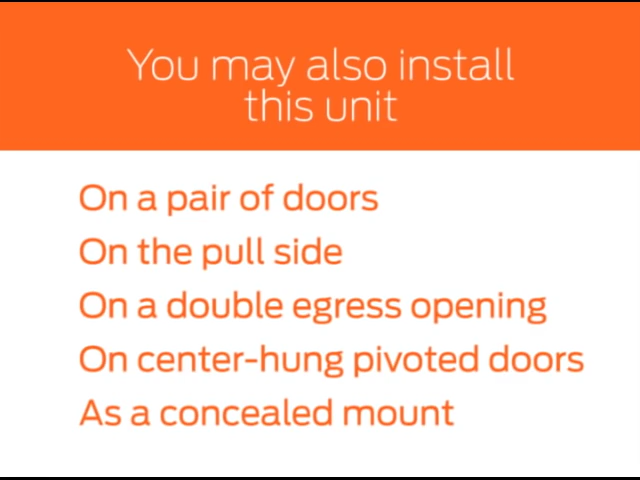 You may also install
this unit
On a pair of doors
On the pull side
On a double egress opening
On center-hung pivoted doors
As a concealed mount